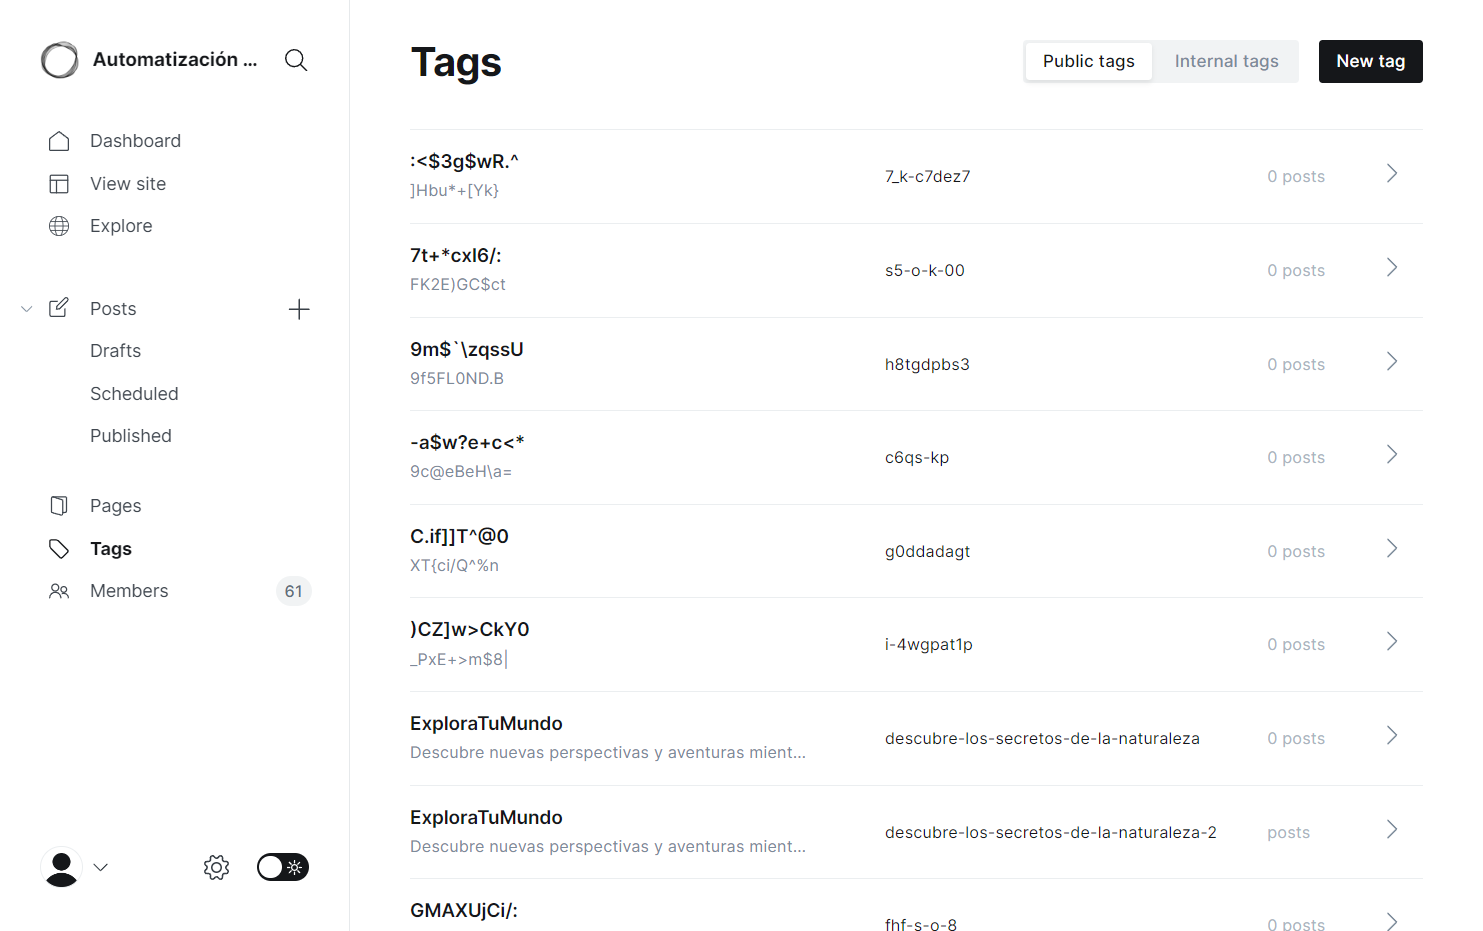 Automatización ...
Dashboard
View site
Explore
Posts
Drafts
Scheduled
Published
Pages
Tags
Members 61
Tags
Public tags
Internal tags
New tag
:<$3g$wR.^
]Hbu*+[Yk}
7_k-c7dez7
0 posts
7t+*cxI6/:
FK2E)GC$ct
s5-o-k-00
0 posts
9m$`\zqssU
9f5FL0ND.B
h8tgdpbs3
0 posts
-a$w?e+c<*
9c@eBeH\a=
c6qs-kp
0 posts
C.if]]T^@0
XT{ci/Q^%n
g0ddadagt
0 posts
)CZ]w>CkY0
_PxE+>m$8|
i-4wgpat1p
0 posts
ExploraTuMundo
Descubre nuevas perspectivas y aventuras mient...
descubre-los-secretos-de-la-naturaleza
0 posts
ExploraTuMundo
Descubre nuevas perspectivas y aventuras mient...
descubre-los-secretos-de-la-naturaleza-2
posts
GMAXUjCi/:
fhf-s-o-8
0 posts